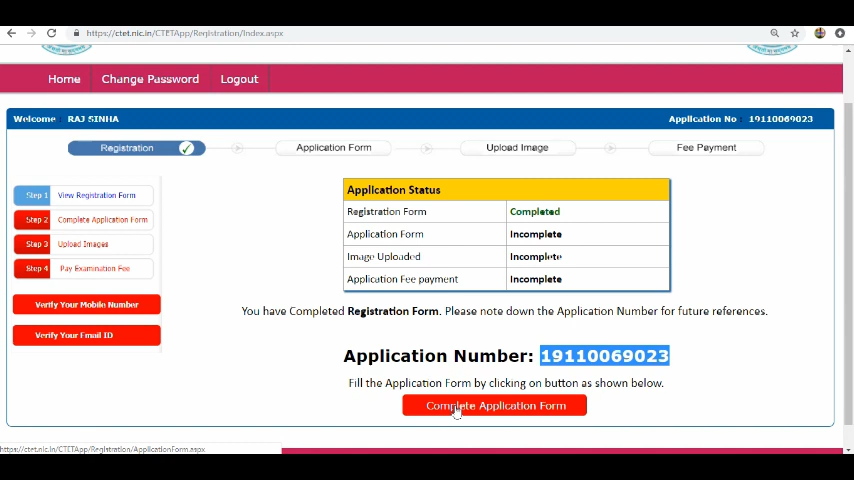 https://ctet.nic.in/CTETApp/Registration/Index.aspx
Home Change Password Logout
Welcome : RAJ SINHA Application No 19110069023
Registration Application Form Upload Image Fee Payment
Step 1 View Registration Form
Step 2 Complete Application Form
Step 3 Upload Images
Step 4 Pay Examination Fee
Verify Your Mobile Number
Verify Your Email ID
Application Status
Registration Form Completed
Application Form Incomplete
Image Uploaded Incomplete
Application Fee payment Incomplete
You have Completed Registration Form. Please note down the Application Number for future references.
Application Number: 19110069023
Fill the Application Form by clicking on button as shown below.
Complete Application Form
https://ctet.nic.in/CTETApp/Registration/ApplicationForm.aspx